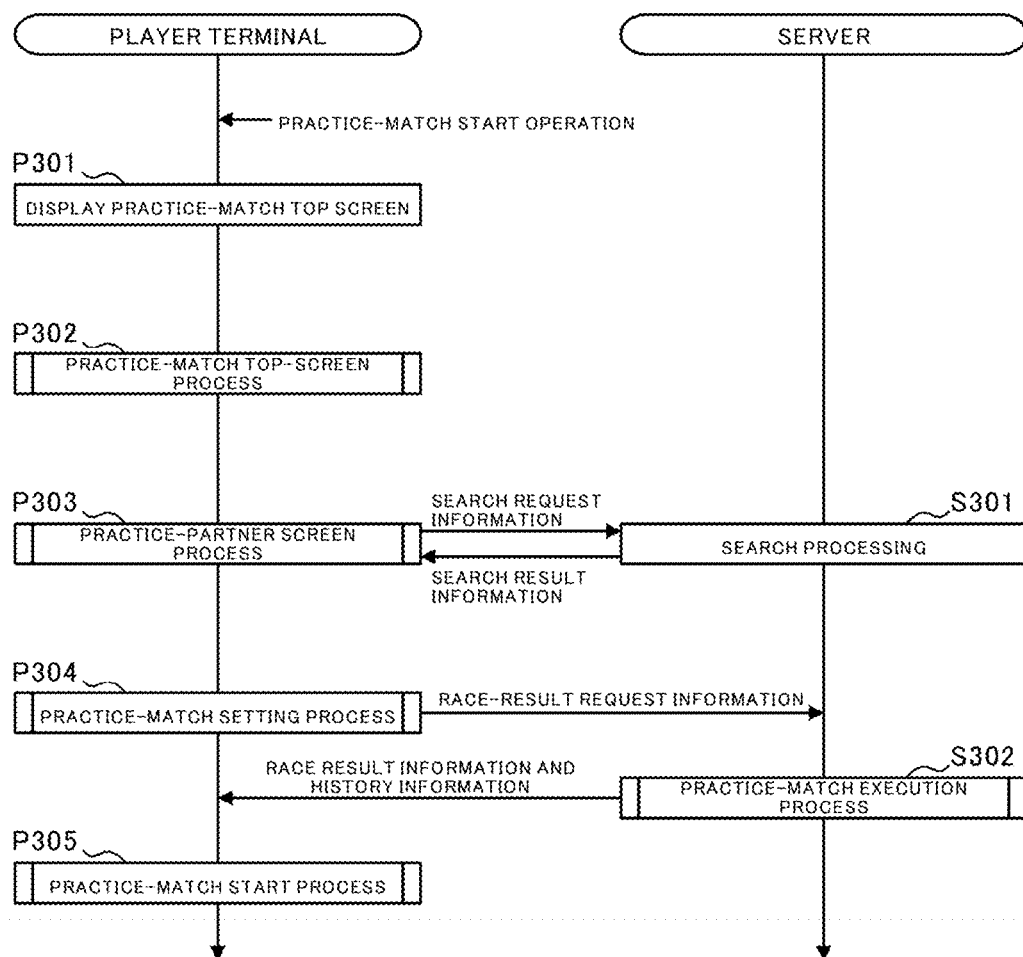 PLAYER TERMINAL
SERVER
PRACTICE-MATCH START OPERATION
P301
DISPLAY PRACTICE-MATCH TOP SCREEN
P302
PRACTICE-MATCH TOP-SCREEN
PROCESS
P303
PRACTICE-PARTNER SCREEN
PROCESS
SEARCH REQUEST
INFORMATION
SEARCH RESULT
INFORMATION
S301
SEARCH PROCESSING
P304
PRACTICE-MATCH SETTING PROCESS
RACE-RESULT REQUEST INFORMATION
RACE RESULT INFORMATION AND
HISTORY INFORMATION
S302
PRACTICE-MATCH EXECUTION
PROCESS
P305
PRACTICE-MATCH START PROCESS